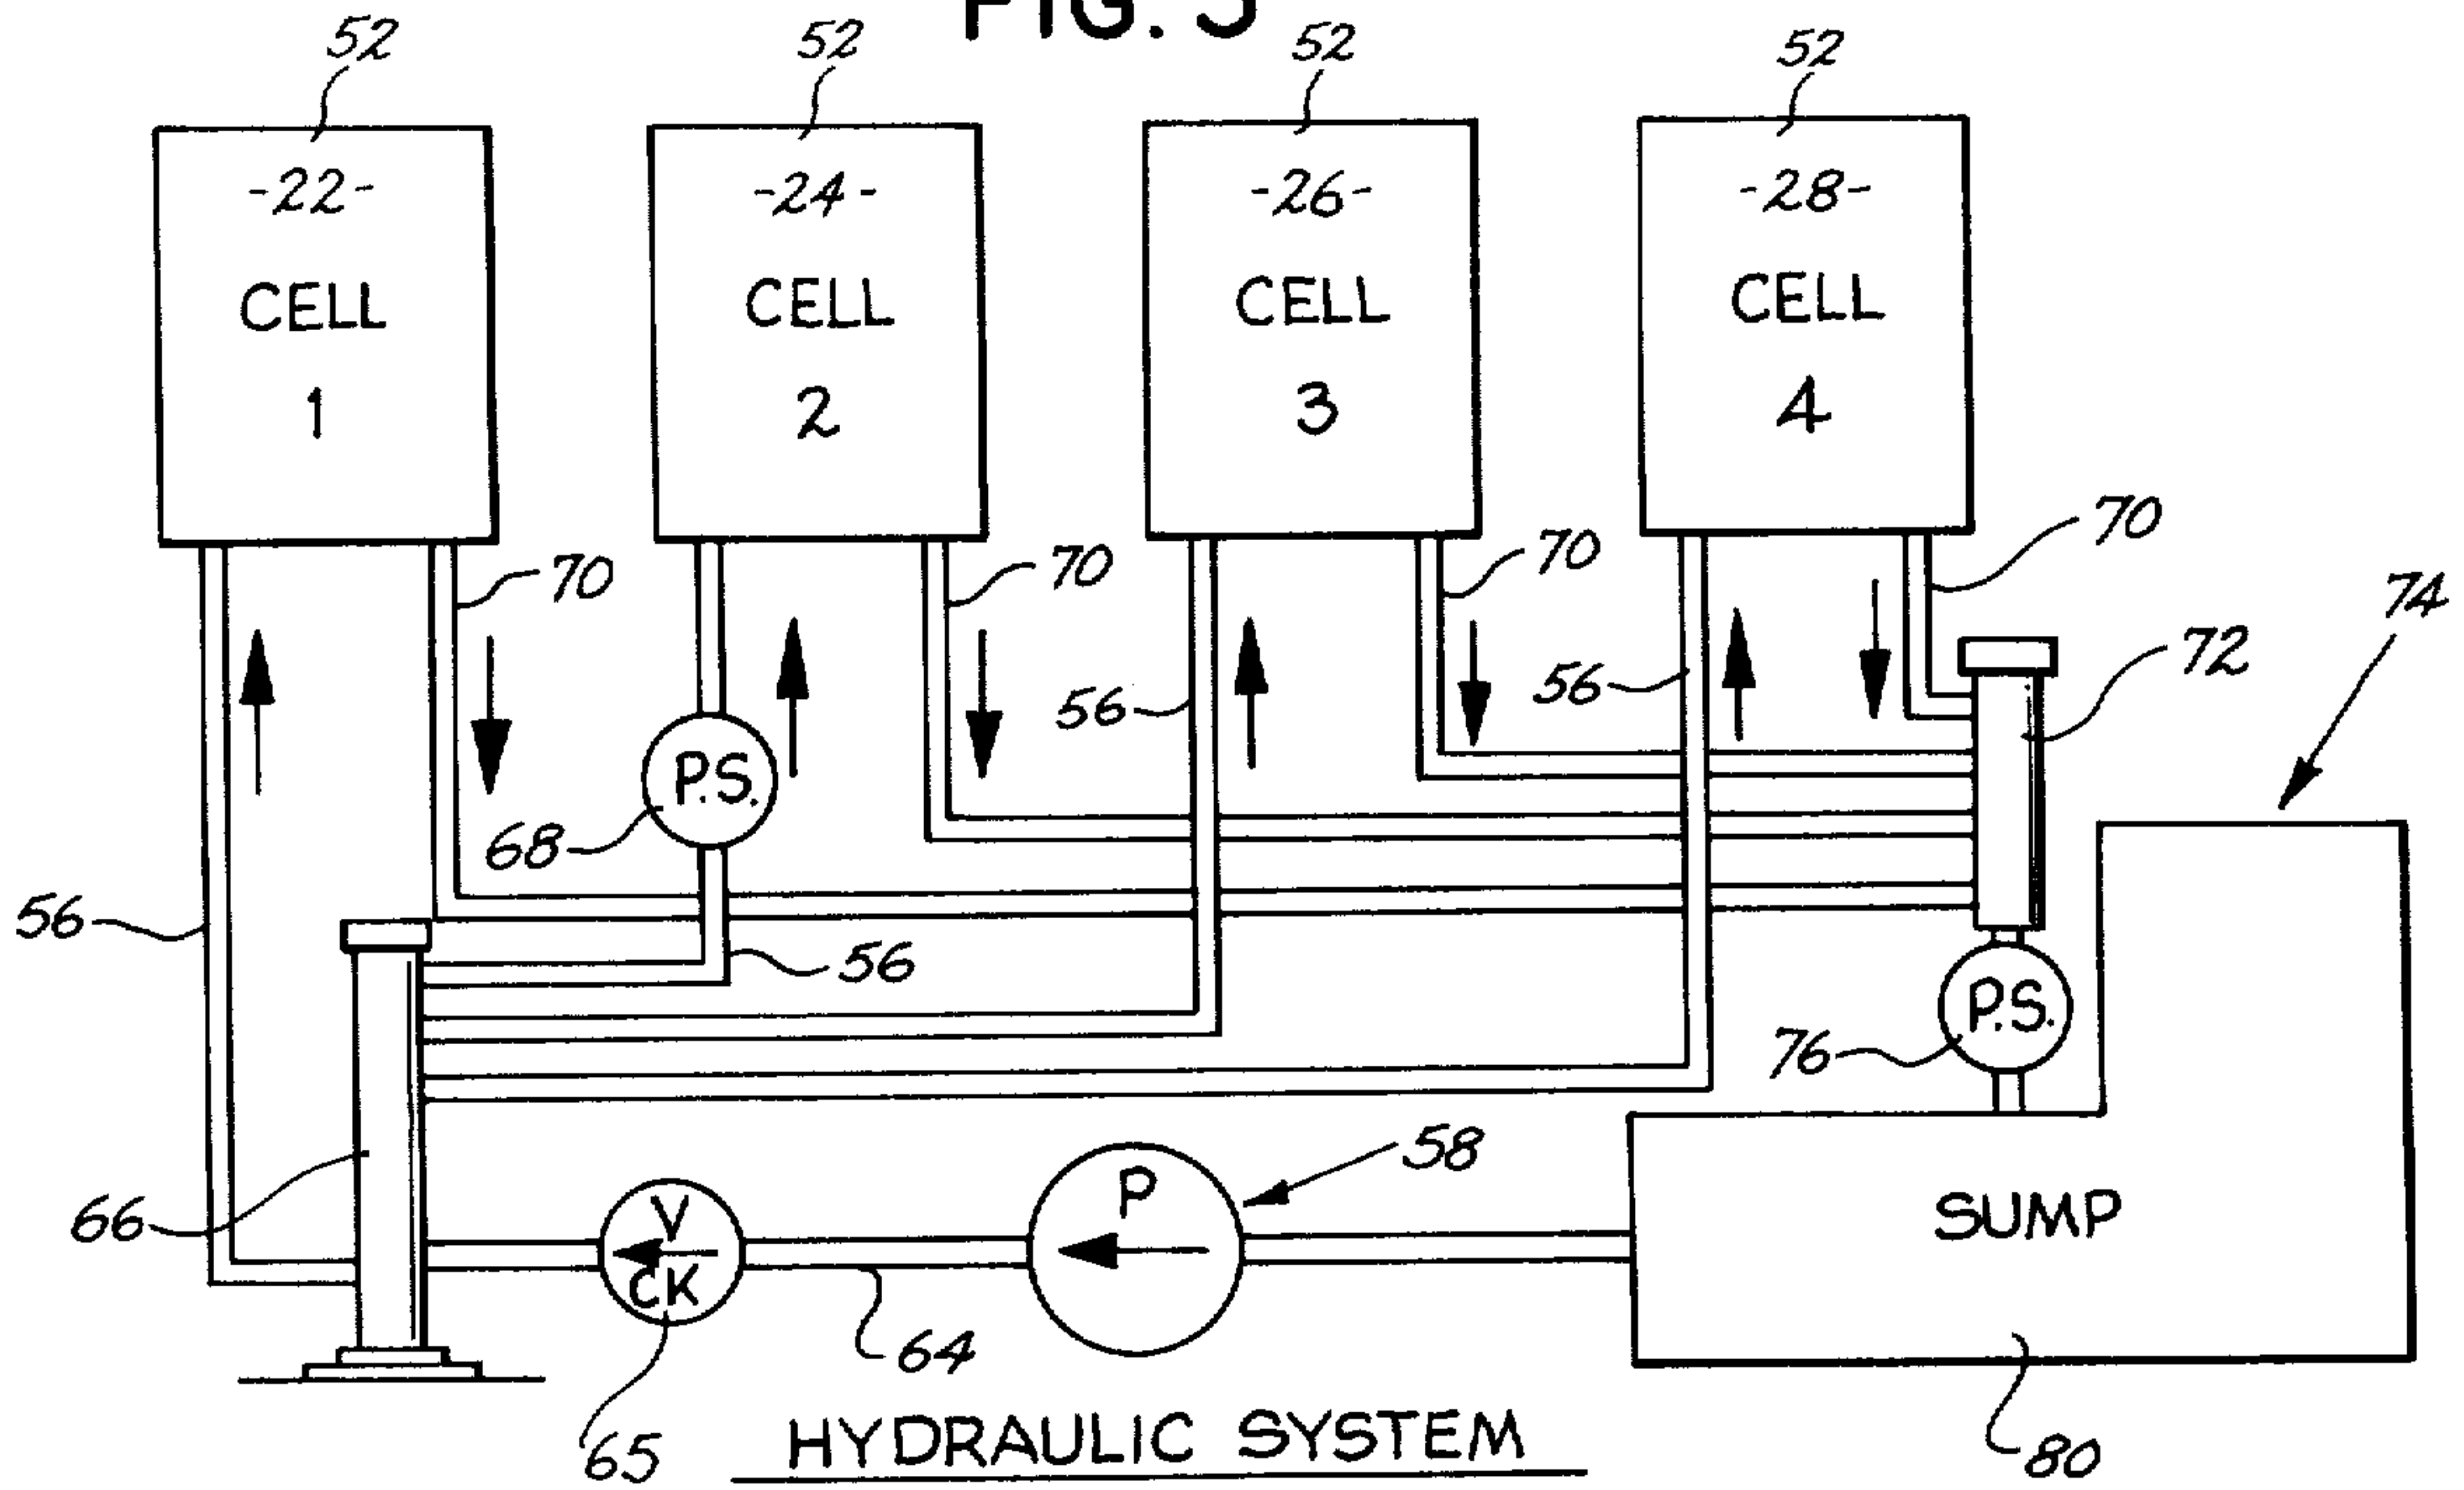 FIG. 5
52 52 52 52
-22- -24- -26- -28-
CELL CELL CELL CELL
1 2 3 4
70 70 70 70
74
72
56 56
P.S.
68
56 56
P.S.
76
58
66
P
V
CK
SUMP
64
65
80
HYDRAULIC SYSTEM